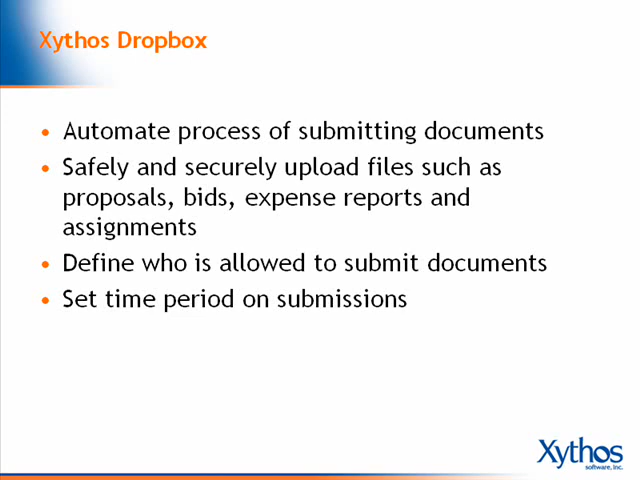 Xythos Dropbox
• Automate process of submitting documents
• Safely and securely upload files such as
proposals, bids, expense reports and
assignments
• Define who is allowed to submit documents
• Set time period on submissions
Xythos
software, inc.